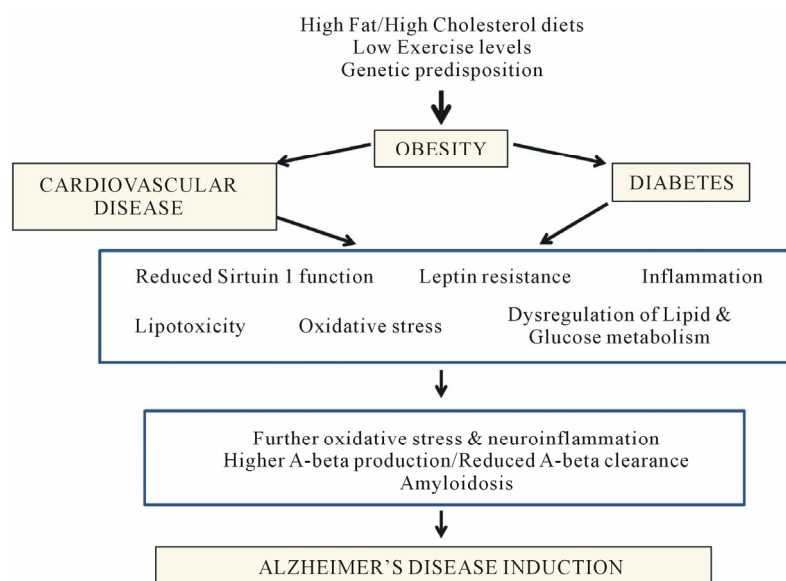 High Fat/High Cholesterol diets
Low Exercise levels
Genetic predisposition
OBESITY
CARDIOVASCULAR
DISEASE
DIABETES
Reduced Sirtuin 1 function
Leptin resistance
Inflammation
Lipotoxicity
Oxidative stress
Dysregulation of Lipid &
Glucose metabolism
Further oxidative stress & neuroinflammation
Higher A-beta production/Reduced A-beta clearance
Amyloidosis
ALZHEIMER'S DISEASE INDUCTION